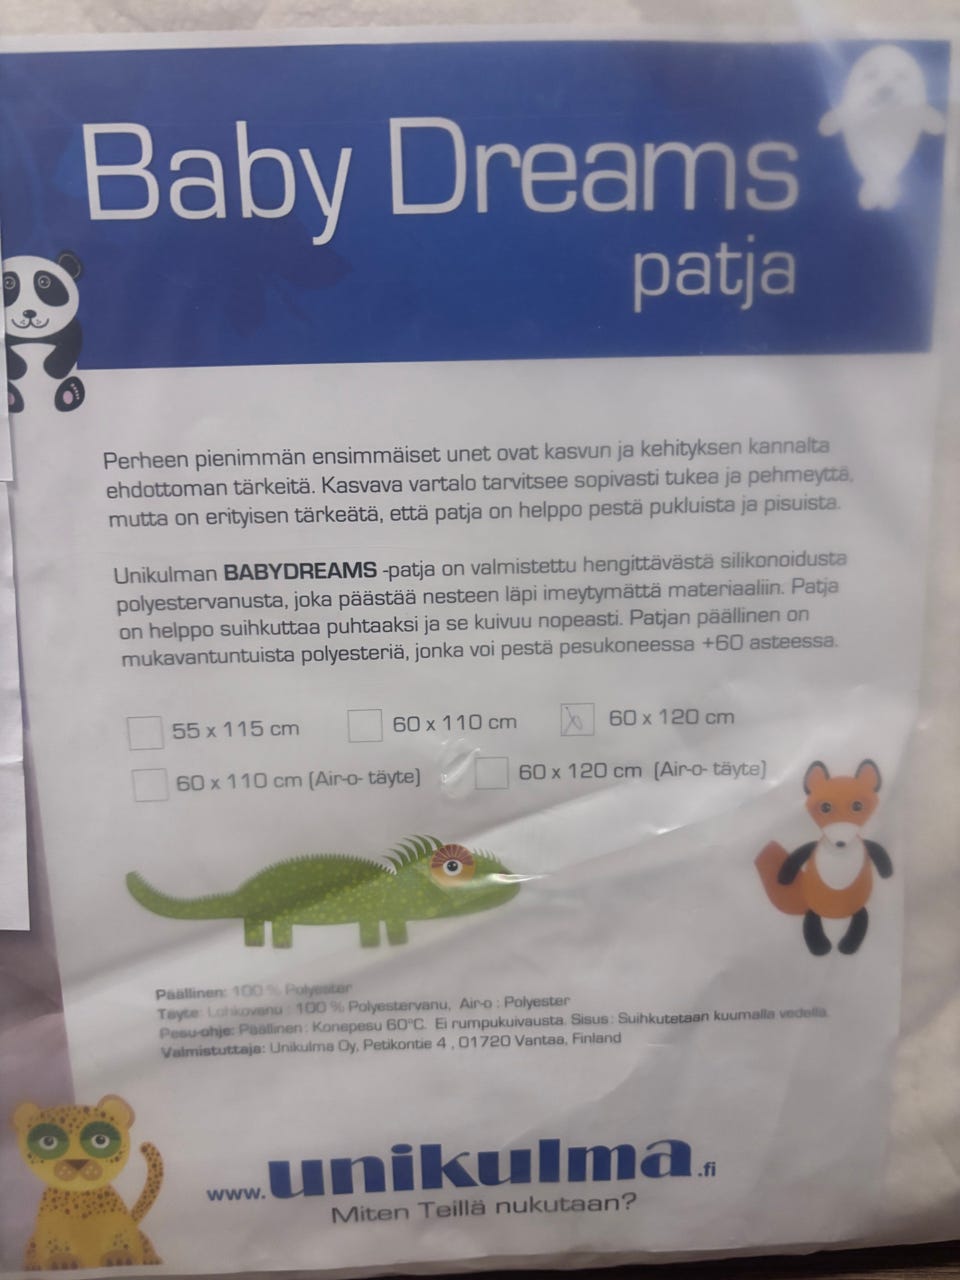 Baby Dreams
patja
Perheen pienimmän ensimmäiset unet ovat kasvun ja kehityksen kannalta
ehdottoman tärkeitä. Kasvava vartalo tarvitsee sopivasti tukea ja pehmeyttä,
mutta on erityisen tärkeätä, että patja on helppo pestä pukluista ja pisuista.
Unikulman BABYDREAMS -patja on valmistettu hengittävästä silikonoidusta
polyestervanusta, joka päästää nesteen läpi imeytymättä materiaaliin. Patja
on helppo suihkuttaa puhtaaksi ja se kuivuu nopeasti. Patjan päällinen on
mukavantuntuista polyesteriä, jonka voi pestä pesukoneessa +60 asteessa.
55 x 115 cm 60 x 110 cm X 60 x 120 cm
60 x 110 cm (Air-o- täyte) 60 x 120 cm (Air-o- täyte)
Päällinen: 100 % Polyester
Täyte: Lohkovanu : 100 % Polyestervanu, Air-o : Polyester
Pesu-ohje: Päällinen : Konepesu 60°C. Ei rumpukuivausta. Sisus : Suihkutetaan kuumalla vedellä.
Valmistuttaja: Unikulma Oy, Petikontie 4 , 01720 Vantaa, Finland
www.unikulma.fi
Miten Teillä nukutaan?